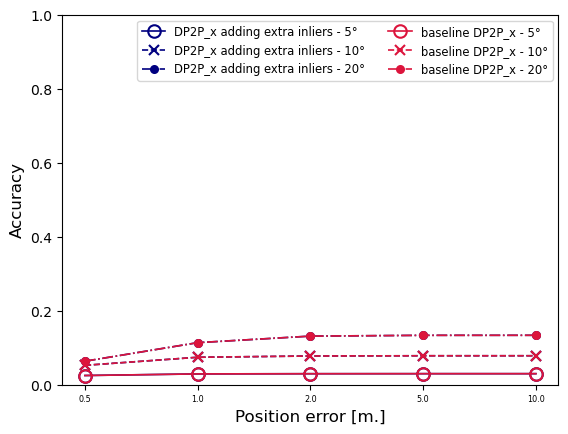 DP2P_x adding extra inliers - 5°
DP2P_x adding extra inliers - 10°
DP2P_x adding extra inliers - 20°
baseline DP2P_x - 5°
baseline DP2P_x - 10°
baseline DP2P_x - 20°
1.0
0.8
0.6
0.4
0.2
0.0
Accuracy
0.5 1.0 2.0 5.0 10.0
Position error [m.]